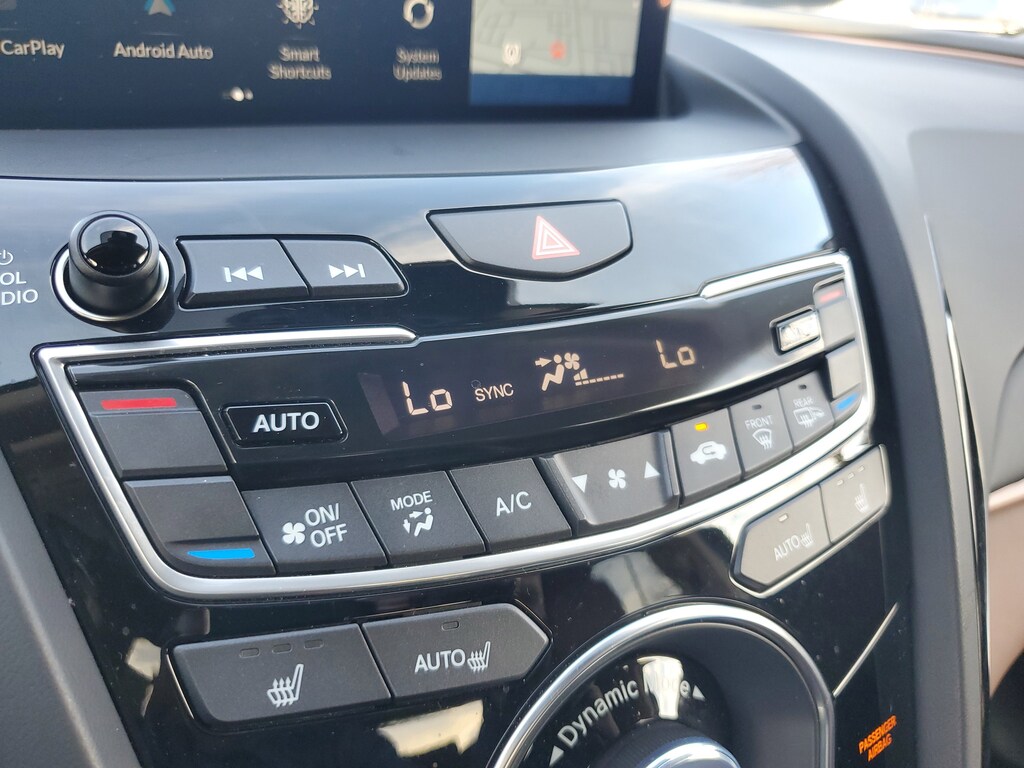 CarPlay
Android Auto
Smart
Shortcuts
System
Updates
OL
DIO
Lo
SYNC
Lo
AUTO
ON/
OFF
MODE
A/C
FRONT
REAR
AUTO
AUTO
PASSENGER
AIRBAG
Dynamic